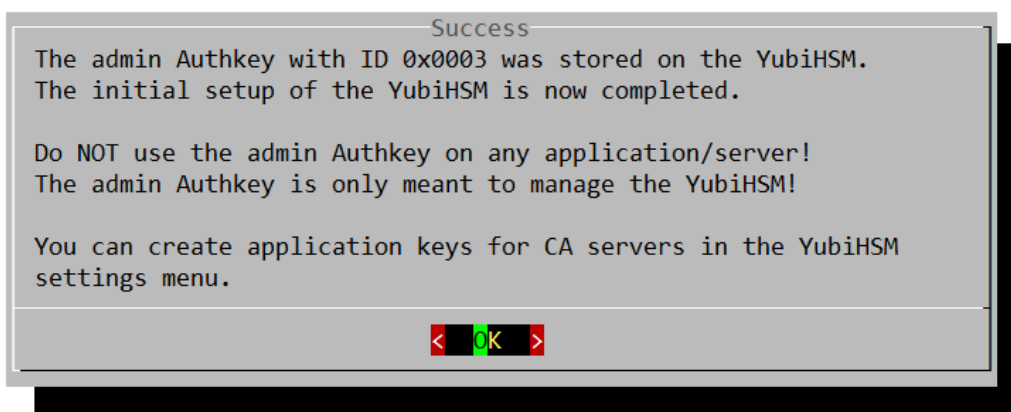 Success
The admin Authkey with ID 0x0003 was stored on the YubiHSM.
The initial setup of the YubiHSM is now completed.
Do NOT use the admin Authkey on any application/server!
The admin Authkey is only meant to manage the YubiHSM!
You can create application keys for CA servers in the YubiHSM
settings menu.
< OK >